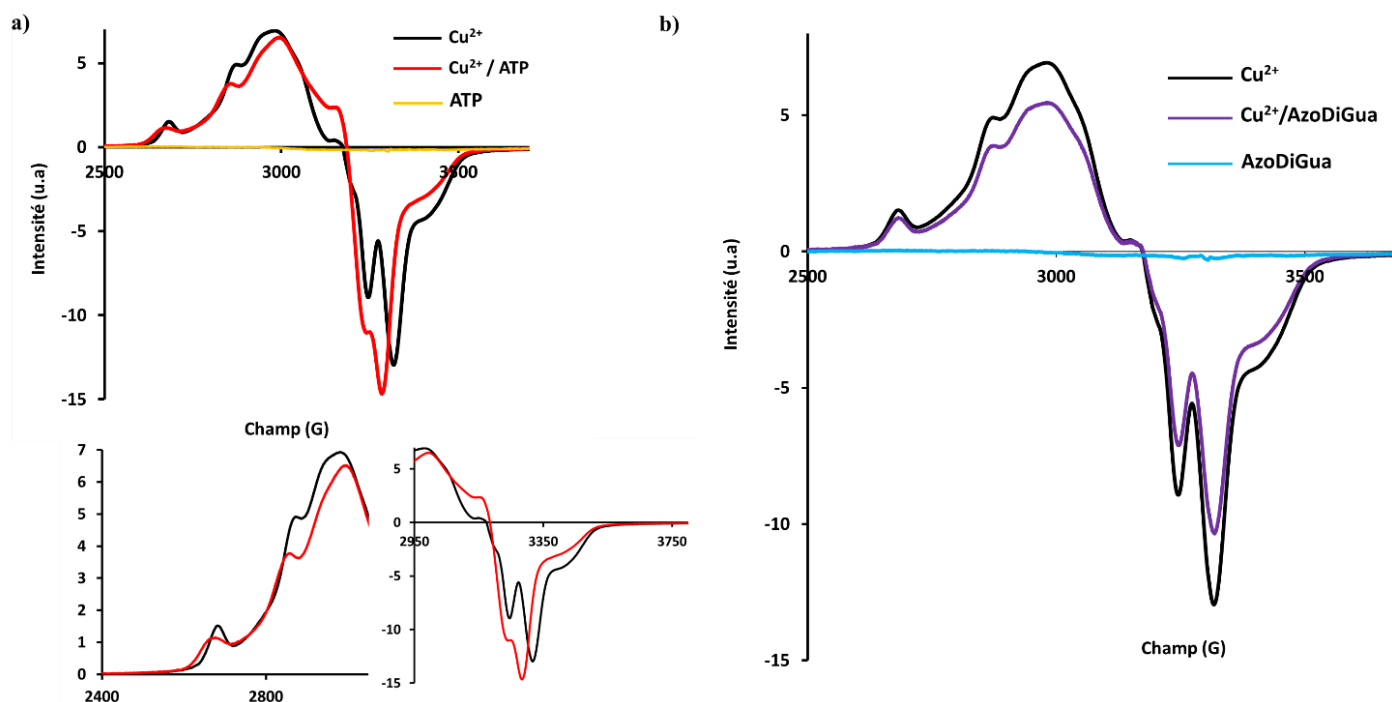 a)
Cu²⁺
Cu²⁺ / ATP
ATP
5
0
-5
-10
-15
2500
3000
3500
Intensité (u.a)
Champ (G)
7
6
5
4
3
2
1
0
2400
2800
5
0
-5
-10
-15
2950
3350
3750
b)
Cu²⁺
Cu²⁺/AzoDiGua
AzoDiGua
5
0
-5
-10
-15
2500
3000
3500
Intensité (u.a)
Champ (G)